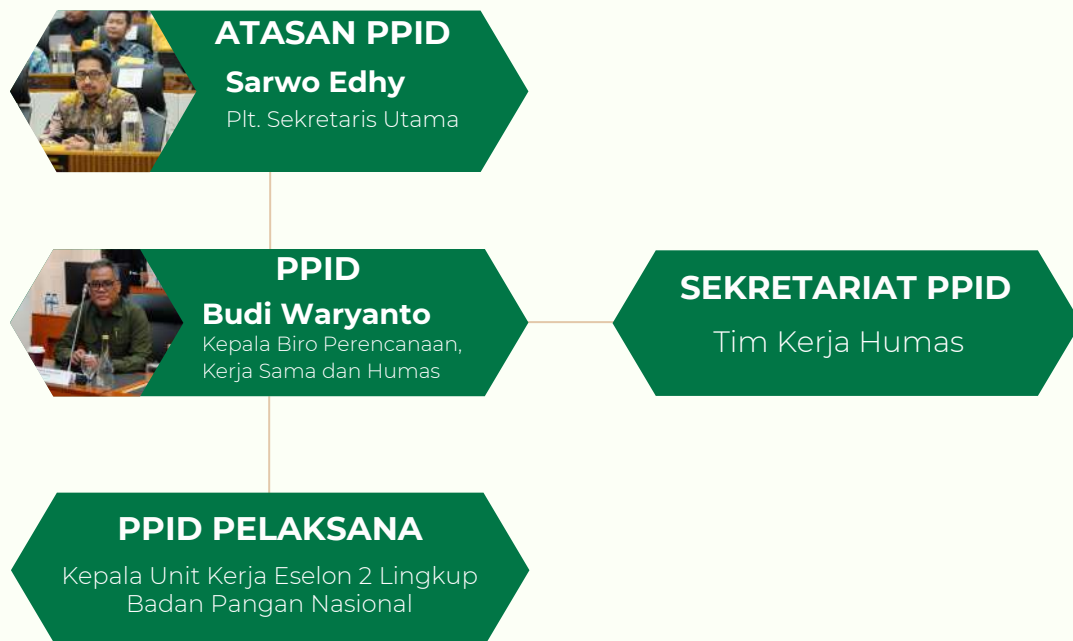 ATASAN PPID
Sarwo Edhy
Plt. Sekretaris Utama
PPID
Budi Waryanto
Kepala Biro Perencanaan,
Kerja Sama dan Humas
SEKRETARIAT PPID
Tim Kerja Humas
PPID PELAKSANA
Kepala Unit Kerja Eselon 2 Lingkup
Badan Pangan Nasional